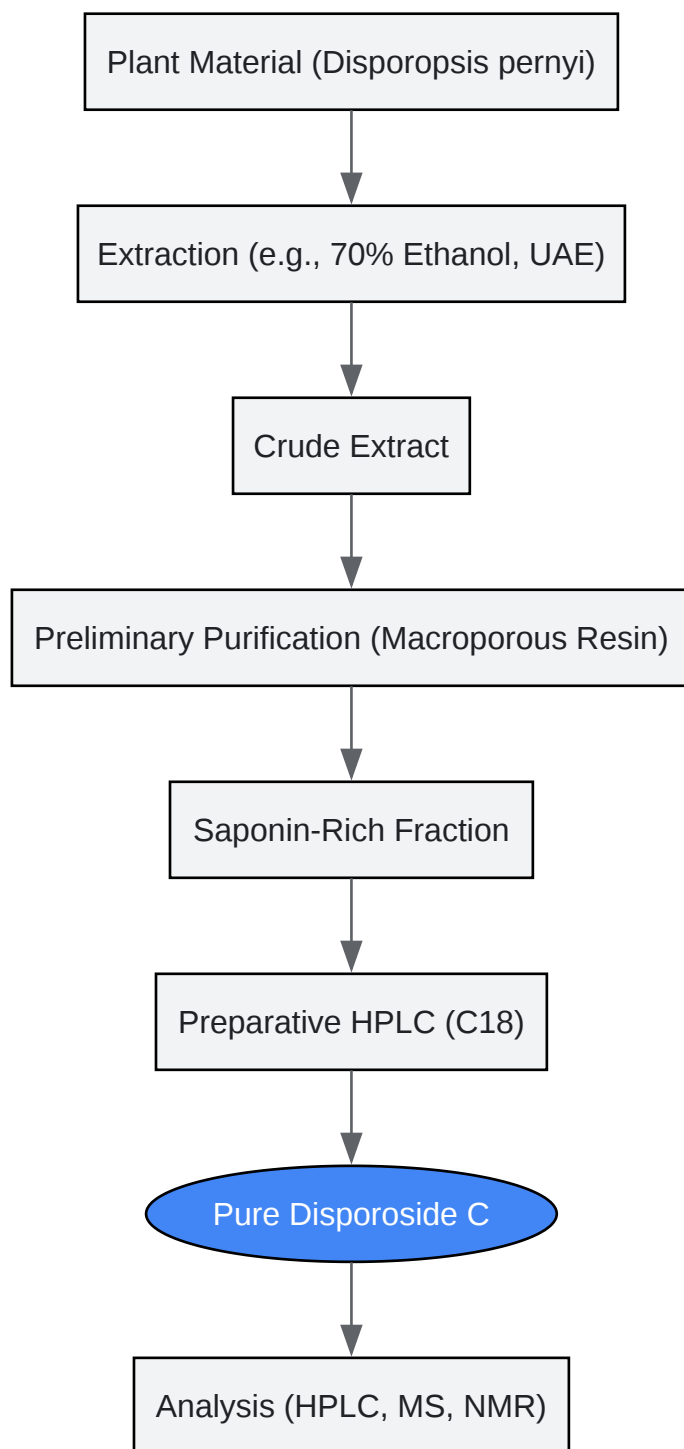 Plant Material (Disporopsis pernyi)
Extraction (e.g., 70% Ethanol, UAE)
Crude Extract
Preliminary Purification (Macroporous Resin)
Saponin-Rich Fraction
Preparative HPLC (C18)
Pure Disporoside C
Analysis (HPLC, MS, NMR)